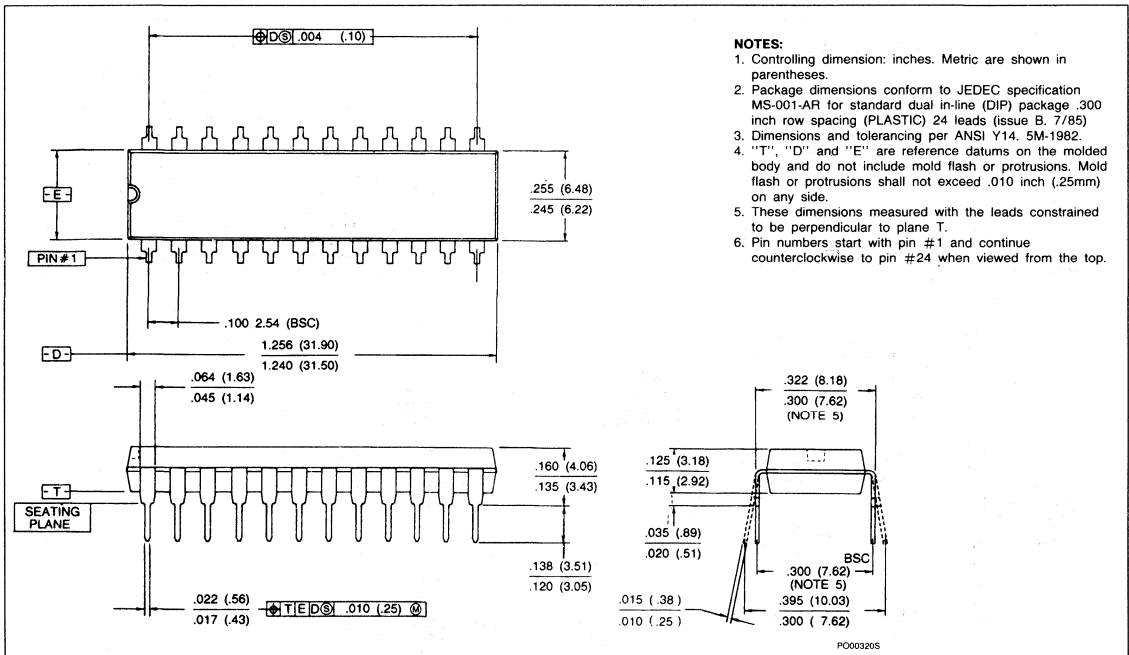 ⌖ D Ⓢ .004 (.10)
NOTES:
1. Controlling dimension: inches. Metric are shown in
parentheses.
2. Package dimensions conform to JEDEC specification
MS-001-AR for standard dual in-line (DIP) package .300
inch row spacing (PLASTIC) 24 leads (issue B. 7/85)
3. Dimensions and tolerancing per ANSI Y14. 5M-1982.
4. "T", "D" and "E" are reference datums on the molded
body and do not include mold flash or protrusions. Mold
flash or protrusions shall not exceed .010 inch (.25mm)
on any side.
5. These dimensions measured with the leads constrained
to be perpendicular to plane T.
6. Pin numbers start with pin #1 and continue
counterclockwise to pin #24 when viewed from the top.
- E -
.255 (6.48)
.245 (6.22)
PIN #1
.100 2.54 (BSC)
- D -
1.256 (31.90)
1.240 (31.50)
.064 (1.63)
.045 (1.14)
.160 (4.06)
.135 (3.43)
- T -
SEATING
PLANE
.138 (3.51)
.120 (3.05)
.022 (.56)
.017 (.43)
⌖ T E D Ⓢ .010 (.25) Ⓜ
.322 (8.18)
.300 (7.62)
(NOTE 5)
.125 (3.18)
.115 (2.92)
.035 (.89)
.020 (.51)
BSC
.300 (7.62)
(NOTE 5)
.015 (.38)
.010 (.25)
.395 (10.03)
.300 (7.62)
PO00320S